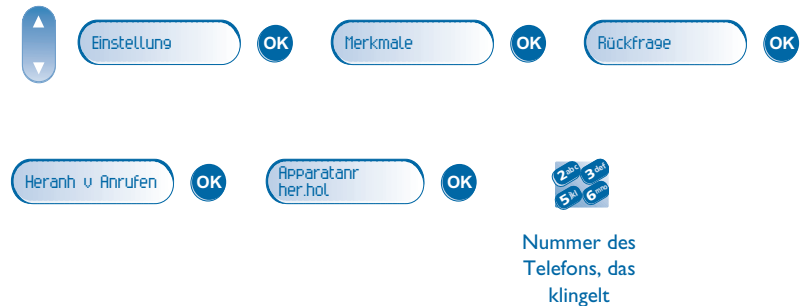 Einstellung
OK
Merkmale
OK
Rückfrage
OK
Heranh v Anrufen
OK
Apparatanr
her.hol
OK
2abc 3def
5jkl 6mno
Nummer des
Telefons, das
klingelt